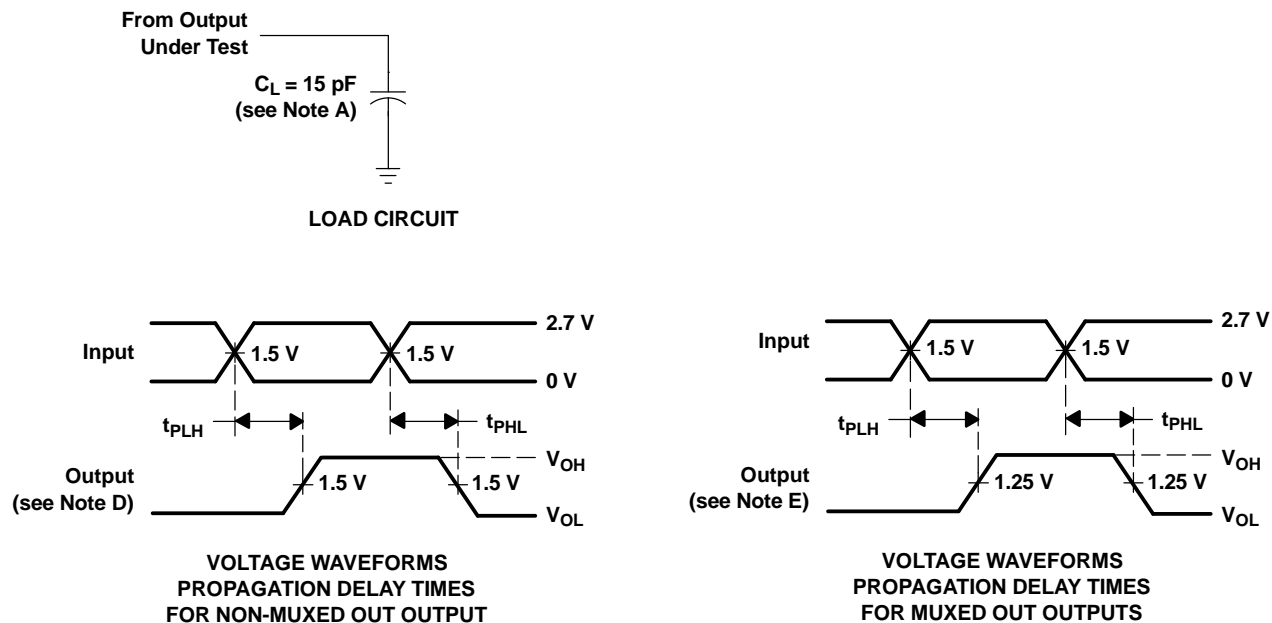 From Output
Under Test
C_L = 15 pF
(see Note A)
LOAD CIRCUIT
Input
1.5 V
1.5 V
2.7 V
0 V
t_PLH
t_PHL
Output
(see Note D)
1.5 V
1.5 V
V_OH
V_OL
VOLTAGE WAVEFORMS
PROPAGATION DELAY TIMES
FOR NON-MUXED OUT OUTPUT
Input
1.5 V
1.5 V
2.7 V
0 V
t_PLH
t_PHL
Output
(see Note E)
1.25 V
1.25 V
V_OH
V_OL
VOLTAGE WAVEFORMS
PROPAGATION DELAY TIMES
FOR MUXED OUT OUTPUTS